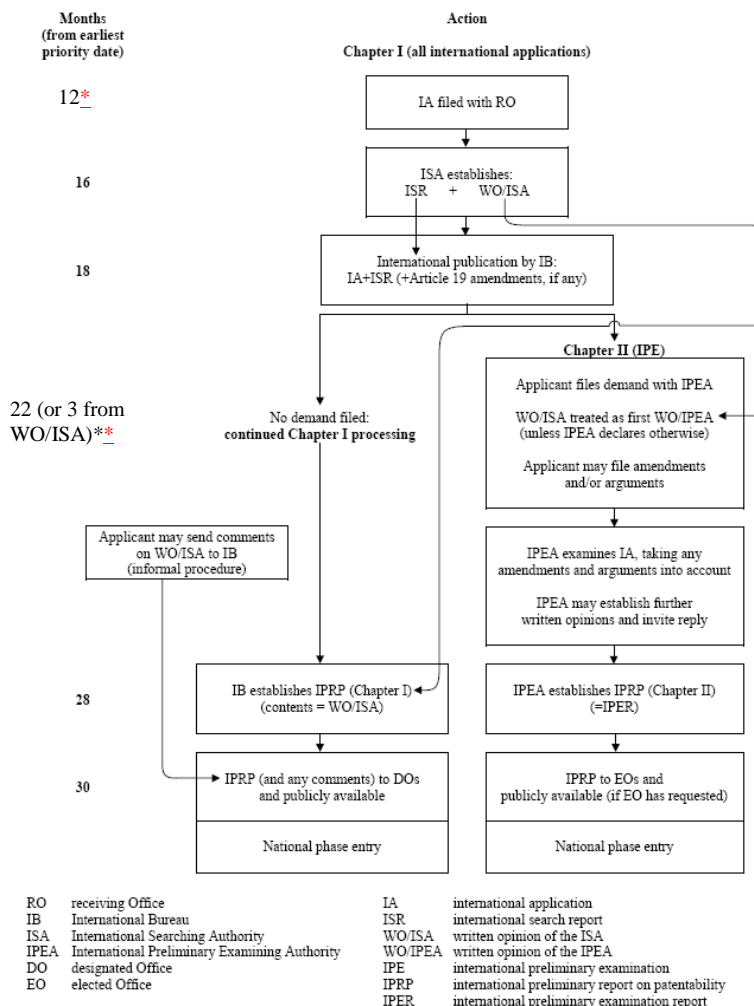 Months
(from earliest
priority date)
Action
Chapter I (all international applications)
12*
IA filed with RO
16
ISA establishes:
ISR + WO/ISA
18
International publication by IB:
IA+ISR (+Article 19 amendments, if any)
Chapter II (IPE)
22 (or 3 from
WO/ISA)**
No demand filed:
continued Chapter I processing
Applicant files demand with IPEA
WO/ISA treated as first WO/IPEA
(unless IPEA declares otherwise)
Applicant may file amendments
and/or arguments
Applicant may send comments
on WO/ISA to IB
(informal procedure)
IPEA examines IA, taking any
amendments and arguments into account
IPEA may establish further
written opinions and invite reply
28
IB establishes IPRP (Chapter I)
(contents = WO/ISA)
IPEA establishes IPRP (Chapter II)
(=IPER)
30
IPRP (and any comments) to DOs
and publicly available
IPRP to EOs and
publicly available (if EO has requested)
National phase entry
National phase entry
RO receiving Office
IB International Bureau
ISA International Searching Authority
IPEA International Preliminary Examining Authority
DO designated Office
EO elected Office
IA international application
ISR international search report
WO/ISA written opinion of the ISA
WO/IPEA written opinion of the IPEA
IPE international preliminary examination
IPRP international preliminary report on patentability
IPER international preliminary examination report